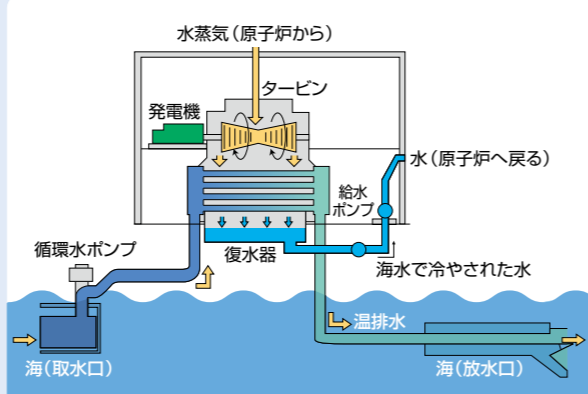 水蒸気（原子炉から）
タービン
発電機
水（原子炉へ戻る）
給水
ポンプ
循環水ポンプ
復水器
海水で冷やされた水
温排水
海（取水口）
海（放水口）